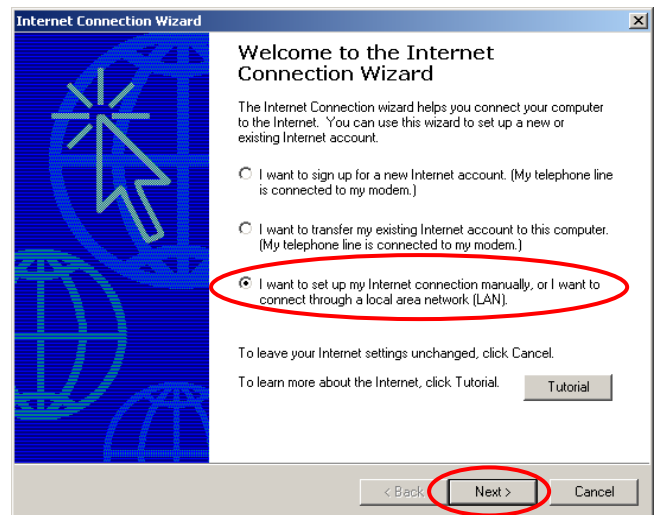 Internet Connection Wizard
Welcome to the Internet
Connection Wizard
The Internet Connection wizard helps you connect your computer
to the Internet. You can use this wizard to set up a new or
existing Internet account.
I want to sign up for a new Internet account. (My telephone line
is connected to my modem.)
I want to transfer my existing Internet account to this computer.
(My telephone line is connected to my modem.)
I want to set up my Internet connection manually, or I want to
connect through a local area network (LAN).
To leave your Internet settings unchanged, click Cancel.
To learn more about the Internet, click Tutorial.
Tutorial
< Back
Next >
Cancel